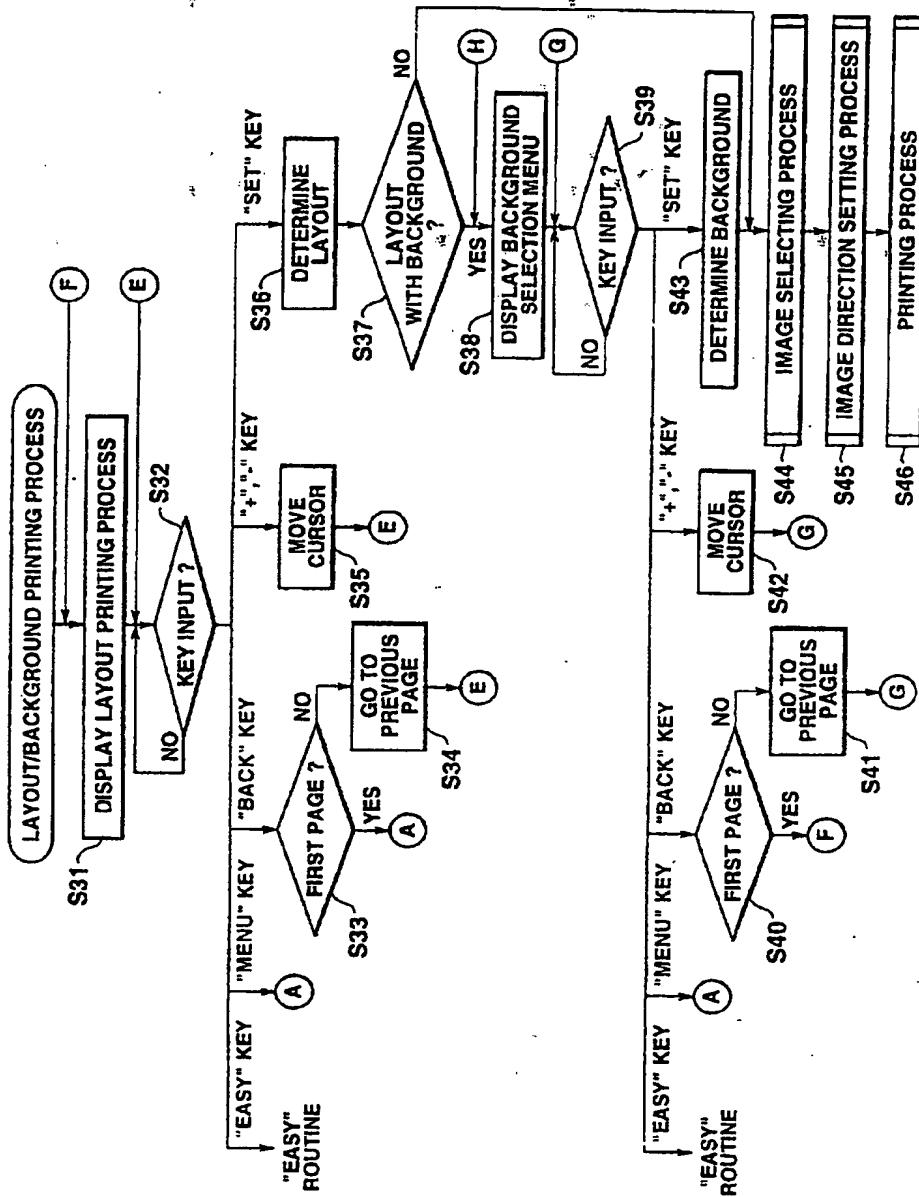 LAYOUT/BACKGROUND PRINTING PROCESS
F
S31
DISPLAY LAYOUT PRINTING PROCESS
E
S32
KEY INPUT ?
NO
"EASY" KEY
"MENU" KEY
"BACK" KEY
"+","-" KEY
"SET" KEY
"EASY"
ROUTINE
A
S33
FIRST PAGE ?
NO
YES
A
S34
GO TO
PREVIOUS
PAGE
E
S35
MOVE
CURSOR
E
S36
DETERMINE
LAYOUT
S37
LAYOUT
WITH BACKGROUND
?
NO
YES
H
S38
DISPLAY BACKGROUND
SELECTION MENU
G
S39
KEY INPUT ?
NO
"EASY" KEY
"MENU" KEY
"BACK" KEY
"+","-" KEY
"SET" KEY
"EASY"
ROUTINE
A
S40
FIRST PAGE ?
NO
YES
F
S41
GO TO
PREVIOUS
PAGE
G
S42
MOVE
CURSOR
G
S43
DETERMINE BACKGROUND
S44
IMAGE SELECTING PROCESS
S45
IMAGE DIRECTION SETTING PROCESS
S46
PRINTING PROCESS